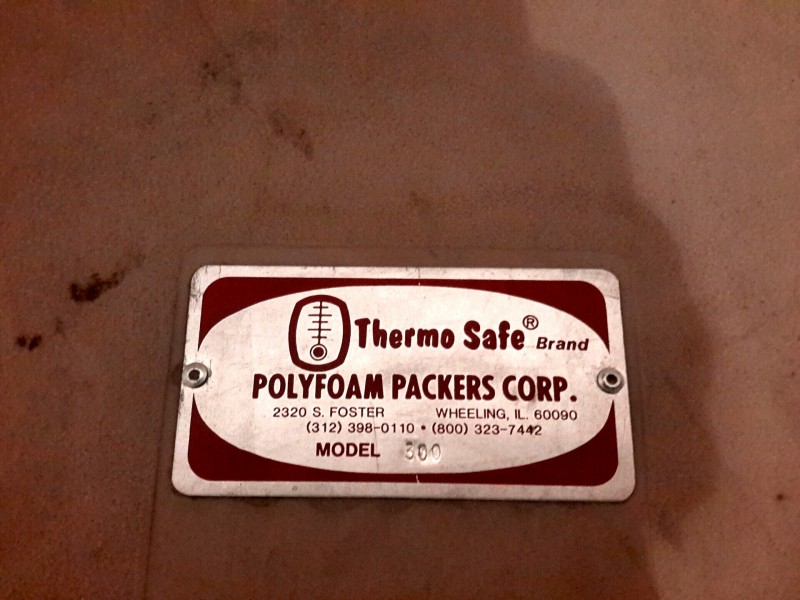 Thermo Safe® Brand
POLYFOAM PACKERS CORP.
2320 S. FOSTER WHEELING, IL. 60090
(312) 398-0110 • (800) 323-7442
MODEL 300